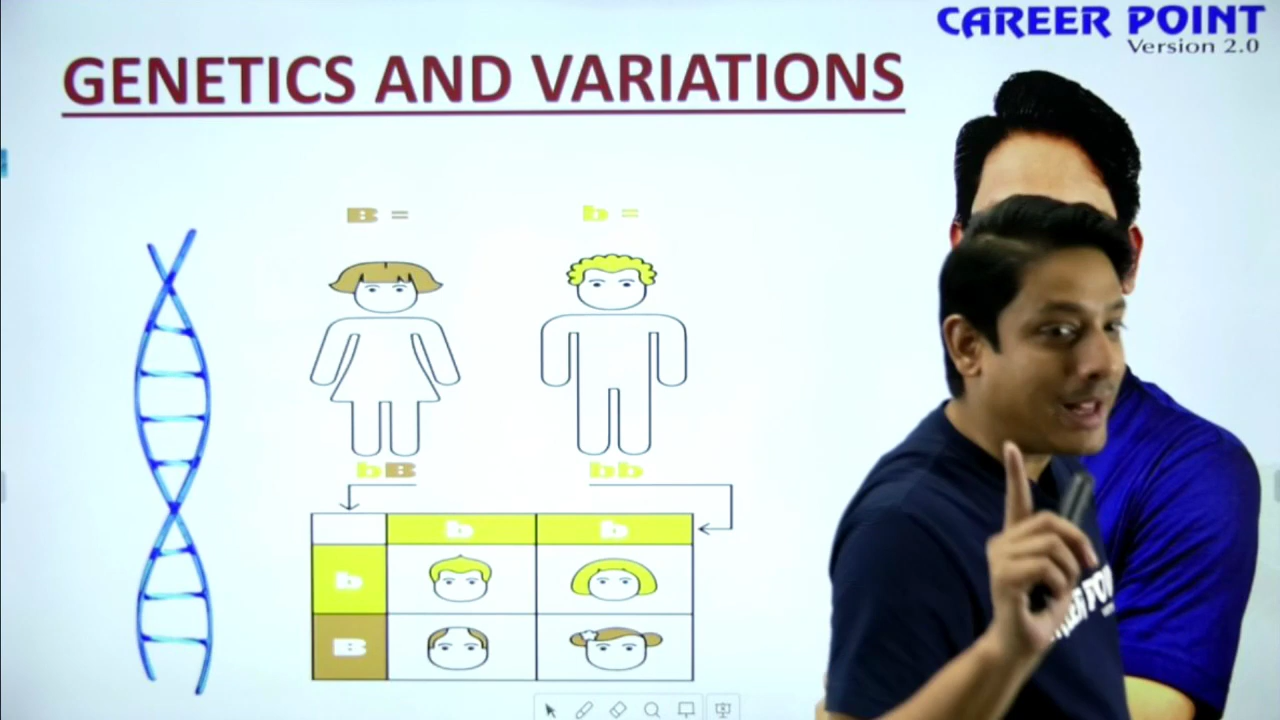 CAREER POINT
Version 2.0
GENETICS AND VARIATIONS
B =
b =
bB
bb
b
b
b
B